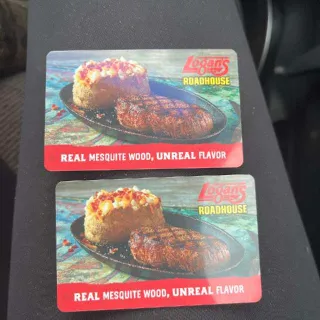 Logan's
ROADHOUSE
REAL MESQUITE WOOD, UNREAL FLAVOR
Logan's
ROADHOUSE
REAL MESQUITE WOOD, UNREAL FLAVOR